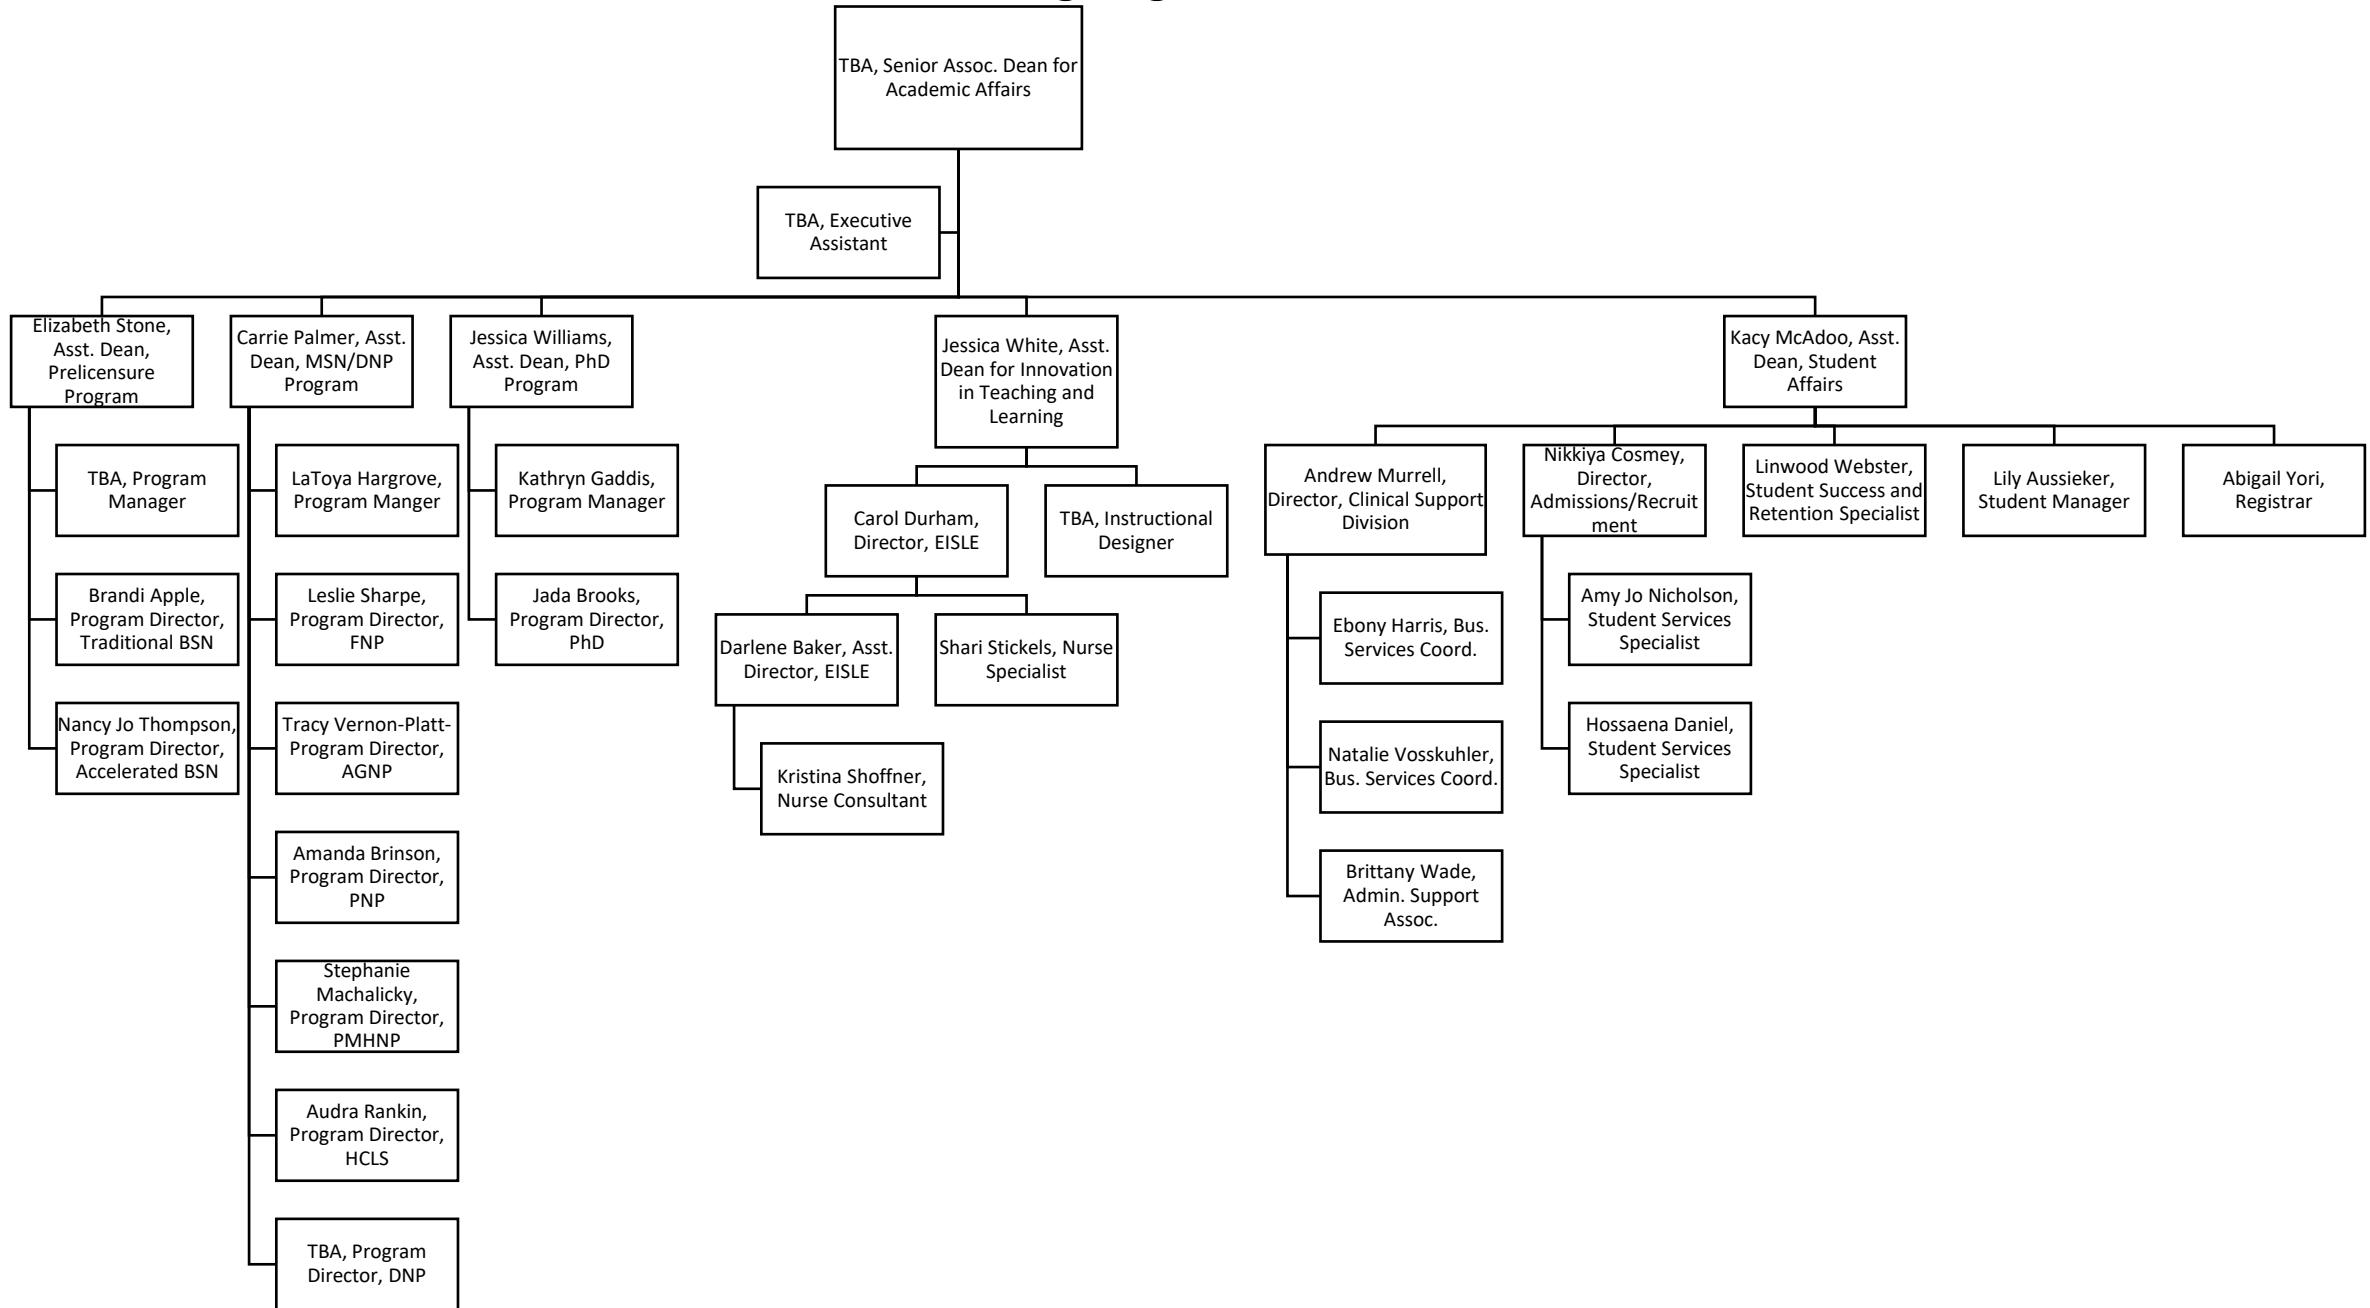 TBA, Senior Assoc. Dean for
Academic Affairs
TBA, Executive
Assistant
Elizabeth Stone,
Asst. Dean,
Prelicensure
Program
TBA, Program
Manager
Brandi Apple,
Program Director,
Traditional BSN
Nancy Jo Thompson,
Program Director,
Accelerated BSN
Carrie Palmer, Asst.
Dean, MSN/DNP
Program
LaToya Hargrove,
Program Manger
Leslie Sharpe,
Program Director,
FNP
Tracy Vernon-Platt-
Program Director,
AGNP
Amanda Brinson,
Program Director,
PNP
Stephanie
Machalicky,
Program Director,
PMHNP
Audra Rankin,
Program Director,
HCLS
TBA, Program
Director, DNP
Jessica Williams,
Asst. Dean, PhD
Program
Kathryn Gaddis,
Program Manager
Jada Brooks,
Program Director,
PhD
Jessica White, Asst.
Dean for Innovation
in Teaching and
Learning
Carol Durham,
Director, EISLE
Darlene Baker, Asst.
Director, EISLE
Kristina Shoffner,
Nurse Consultant
Shari Stickels, Nurse
Specialist
TBA, Instructional
Designer
Kacy McAdoo, Asst.
Dean, Student
Affairs
Andrew Murrell,
Director, Clinical Support
Division
Ebony Harris, Bus.
Services Coord.
Natalie Vosskuhler,
Bus. Services Coord.
Brittany Wade,
Admin. Support
Assoc.
Nikkiya Cosmey,
Director,
Admissions/Recruit
ment
Amy Jo Nicholson,
Student Services
Specialist
Hossaena Daniel,
Student Services
Specialist
Linwood Webster,
Student Success and
Retention Specialist
Lily Aussieker,
Student Manager
Abigail Yori,
Registrar